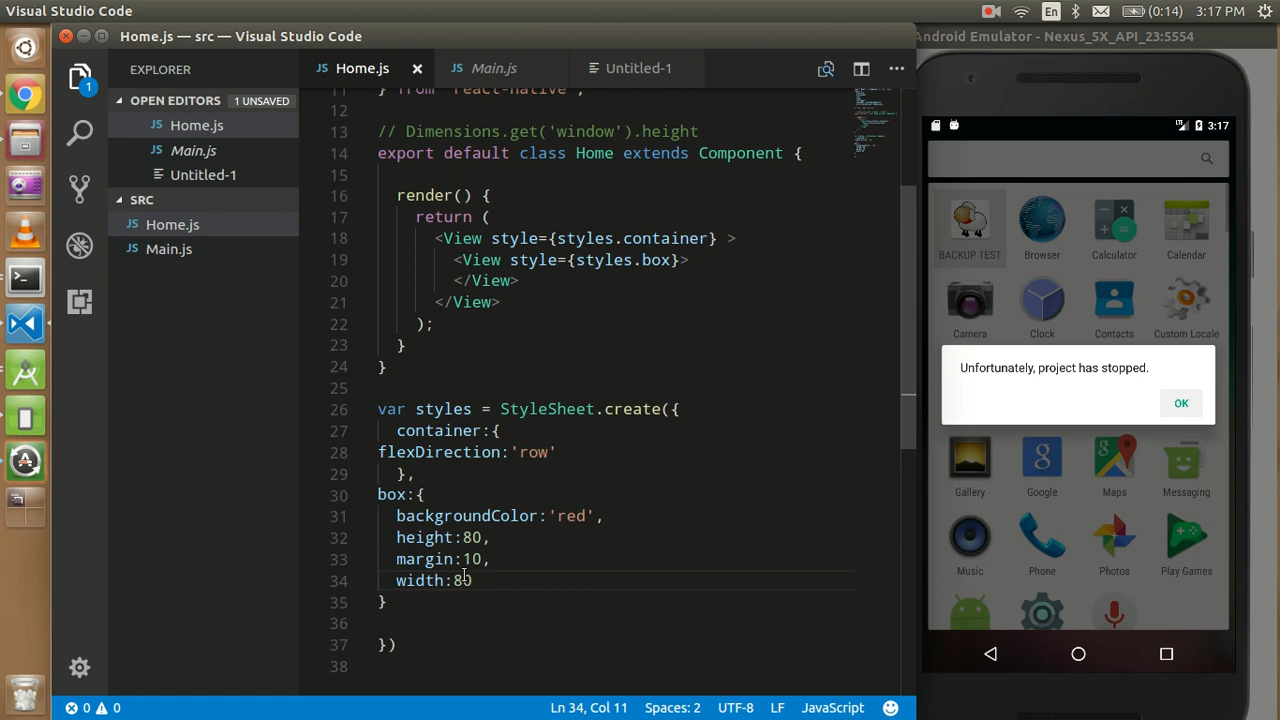 Visual Studio Code
En
(0:14)
3:17 PM
Home.js — src — Visual Studio Code
Android Emulator - Nexus_5X_API_23:5554
EXPLORER
OPEN EDITORS
1 UNSAVED
Home.js
Main.js
Untitled-1
SRC
Home.js
Main.js
1
Home.js
Main.js
Untitled-1
11 } from 'react-native';
12
13 // Dimensions.get('window').height
14 export default class Home extends Component {
15
16 render() {
17 return (
18 <View style={styles.container} >
19 <View style={styles.box}>
20 </View>
21 </View>
22 );
23 }
24 }
25
26 var styles = StyleSheet.create({
27 container:{
28 flexDirection:'row'
29 },
30 box:{
31 backgroundColor:'red',
32 height:80,
33 margin:10,
34 width:80
35 }
36
37 })
38
0 0
Ln 34, Col 11
Spaces: 2
UTF-8
LF
JavaScript
3:17
BACKUP TEST
Browser
Calculator
Calendar
Camera
Clock
Contacts
Custom Locale
Unfortunately, project has stopped.
OK
Gallery
Google
Maps
Messaging
Music
Phone
Photos
Play Games